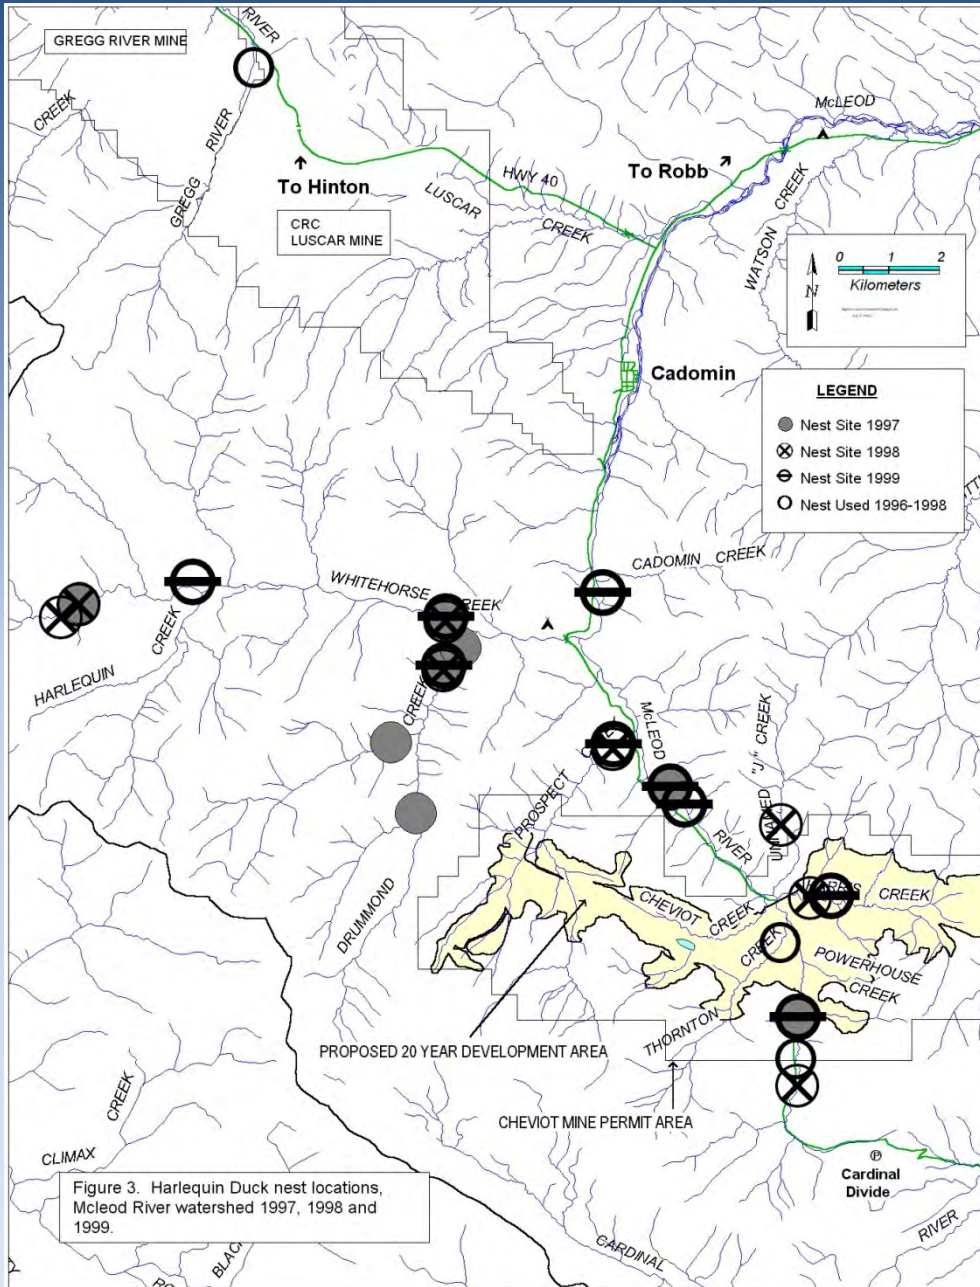 RIVER
GREGG RIVER MINE
McLEOD
CREEK
RIVER
To Robb
HWY 40
To Hinton
LUSCAR
CREEK
WATSON CREEK
GREGG
CRC
LUSCAR MINE
0 1 2
Kilometers
N
Cadomin
LEGEND
Nest Site 1997
Nest Site 1998
Nest Site 1999
Nest Used 1996-1998
CADOMIN CREEK
WHITEHORSE
CREEK
CREEK
HARLEQUIN
CREEK
McLEOD
UNNAMED "J" CREEK
PROSPECT
RIVER
CREEK
CHEVIOT
CREEK
DRUMMOND
CREEK
POWERHOUSE
CREEK
THORNTON
PROPOSED 20 YEAR DEVELOPMENT AREA
CHEVIOT MINE PERMIT AREA
CREEK
CLIMAX
P
Cardinal
Divide
Figure 3. Harlequin Duck nest locations,
Mcleod River watershed 1997, 1998 and
1999.
RIVER
CARDINAL